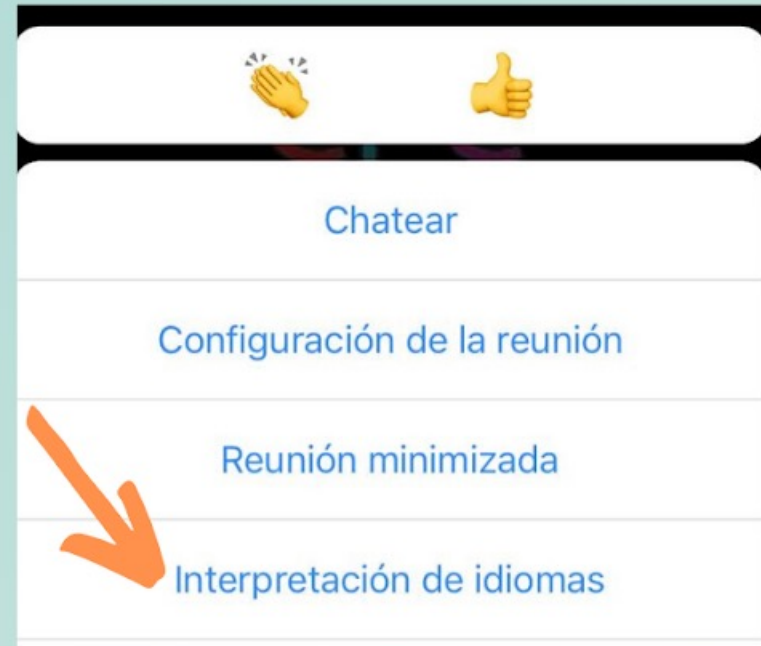 Chatear
Configuración de la reunión
Reunión minimizada
Interpretación de idiomas